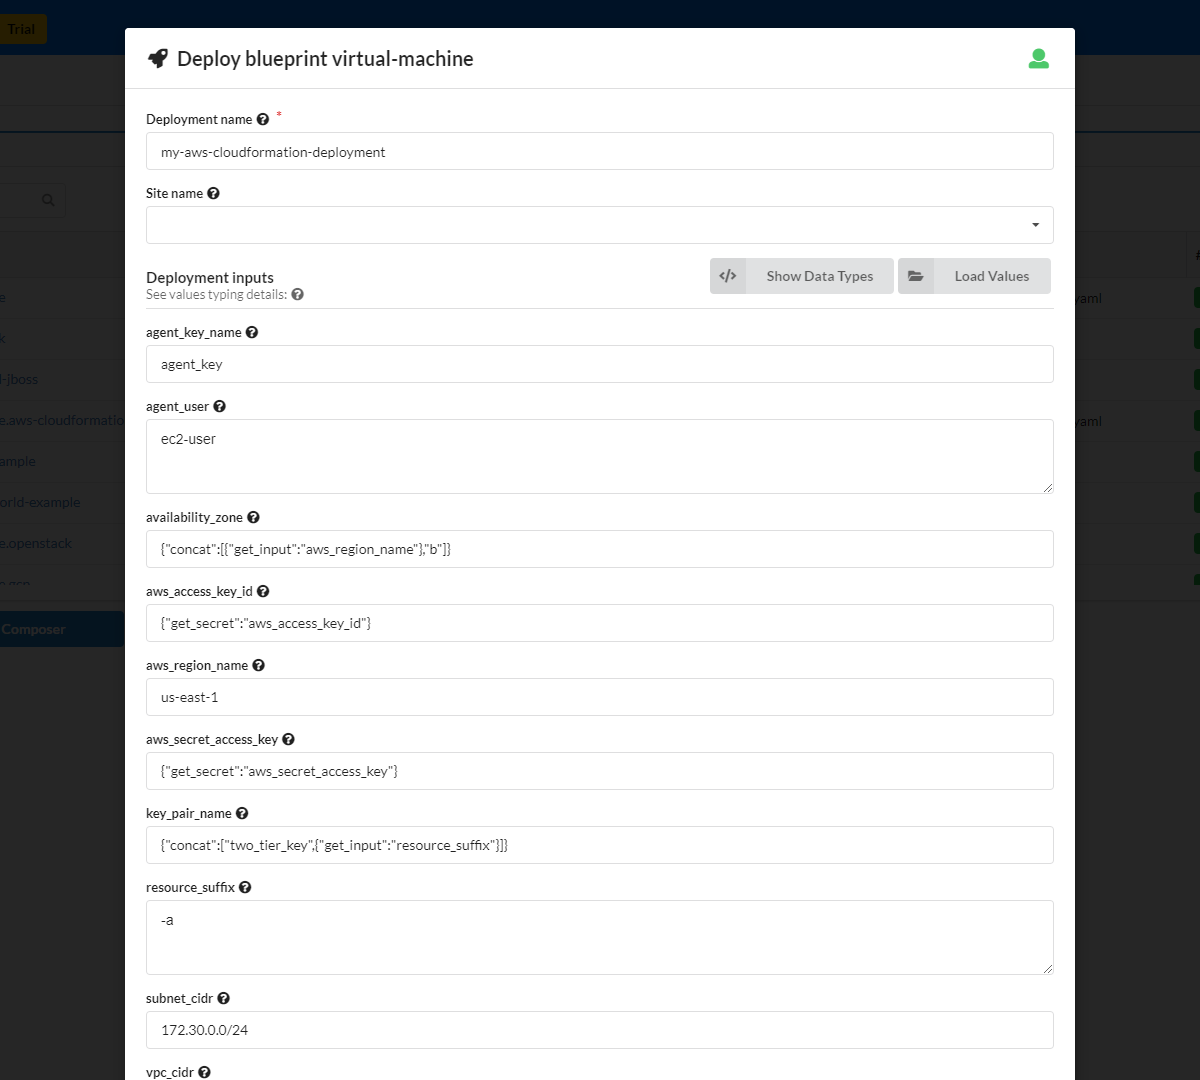 Trial
Deploy blueprint virtual-machine
Deployment name *
my-aws-cloudformation-deployment
Site name
Deployment inputs
See values typing details:
</> Show Data Types
Load Values
agent_key_name
agent_key
agent_user
ec2-user
availability_zone
{"concat":[{"get_input":"aws_region_name"},"b"]}
aws_access_key_id
{"get_secret":"aws_access_key_id"}
aws_region_name
us-east-1
aws_secret_access_key
{"get_secret":"aws_secret_access_key"}
key_pair_name
{"concat":["two_tier_key",{"get_input":"resource_suffix"}]}
resource_suffix
-a
subnet_cidr
172.30.0.0/24
vpc_cidr
yaml
-jboss
e.aws-cloudformatio
yaml
ample
orld-example
e.openstack
Composer